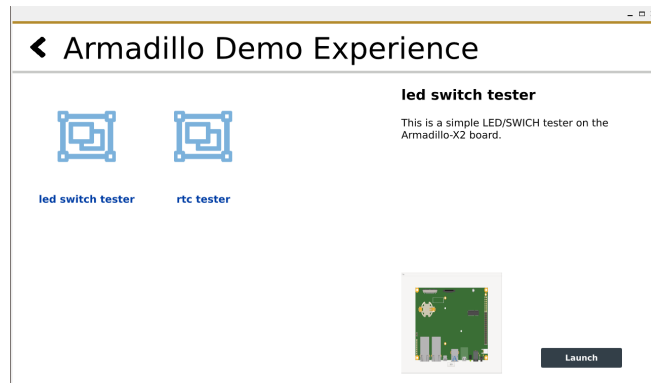 Armadillo Demo Experience
led switch tester
This is a simple LED/SWICH tester on the
Armadillo-X2 board.
led switch tester
rtc tester
Launch